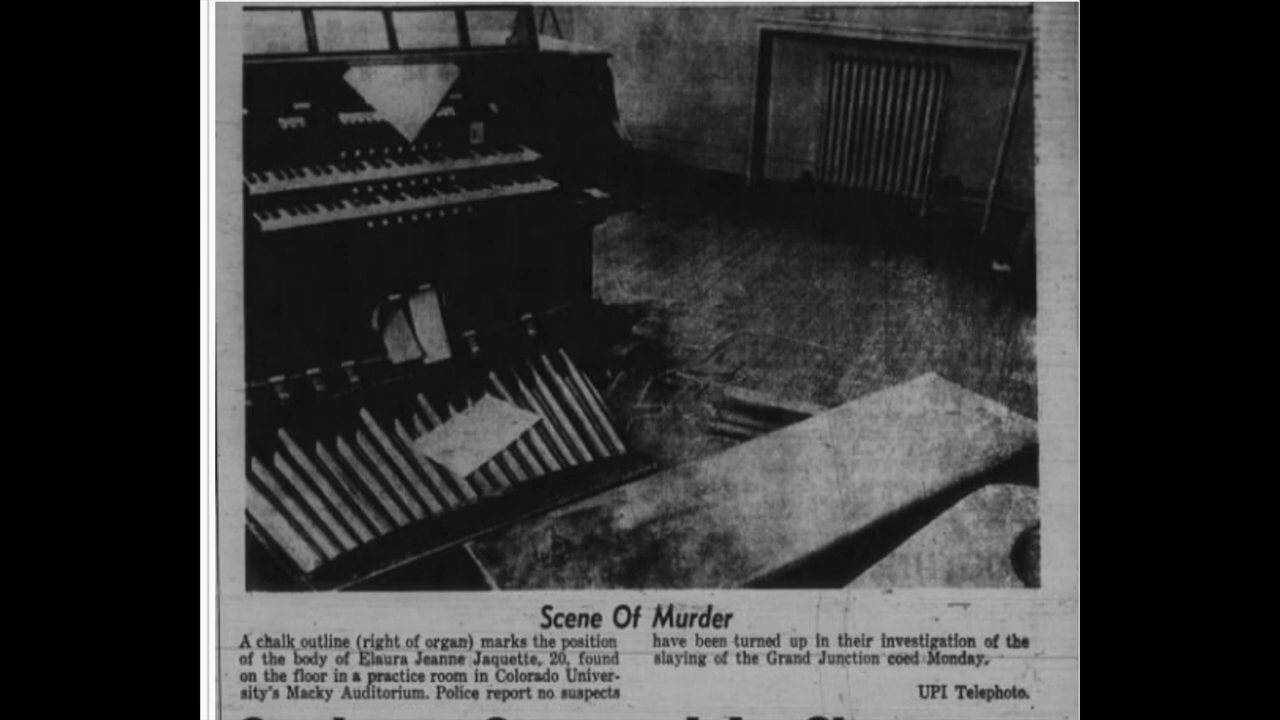 Scene Of Murder
A chalk outline (right of organ) marks the position
of the body of Elaura Jeanne Jaquette, 20, found
on the floor in a practice room in Colorado Univer-
sity's Macky Auditorium. Police report no suspects
have been turned up in their investigation of the
slaying of the Grand Junction coed Monday.
UPI Telephoto.